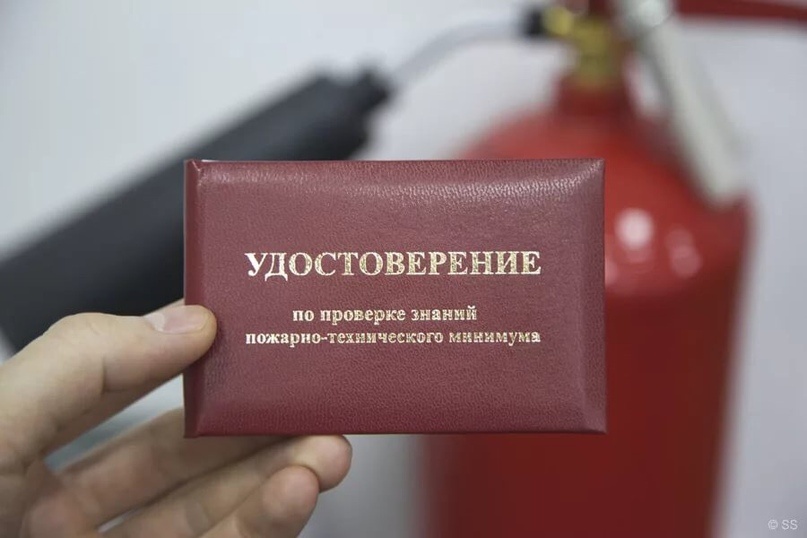 УДОСТОВЕРЕНИЕ
по проверке знаний
пожарно-технического минимума
© SS